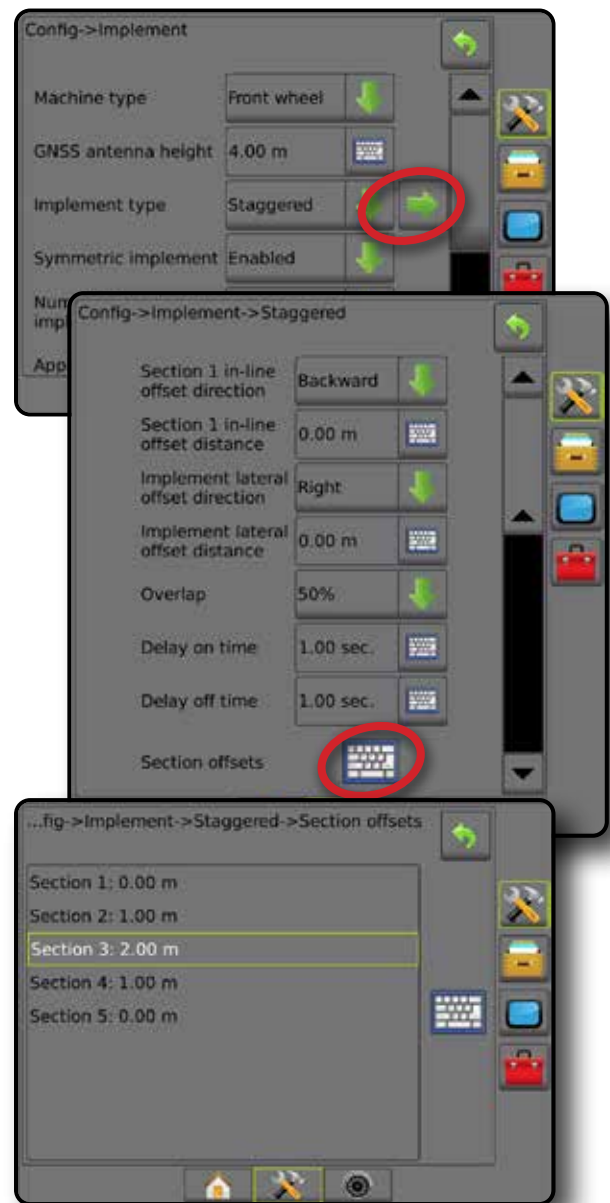 Config->Implement
Machine type Front wheel
GNSS antenna height 4.00 m
Implement type Staggered
Symmetric implement Enabled
Config->Implement->Staggered
Section 1 in-line
offset direction Backward
Section 1 in-line
offset distance 0.00 m
Implement lateral
offset direction Right
Implement lateral
offset distance 0.00 m
Overlap 50%
Delay on time 1.00 sec.
Delay off time 1.00 sec.
Section offsets
...fig->Implement->Staggered->Section offsets
Section 1: 0.00 m
Section 2: 1.00 m
Section 3: 2.00 m
Section 4: 1.00 m
Section 5: 0.00 m